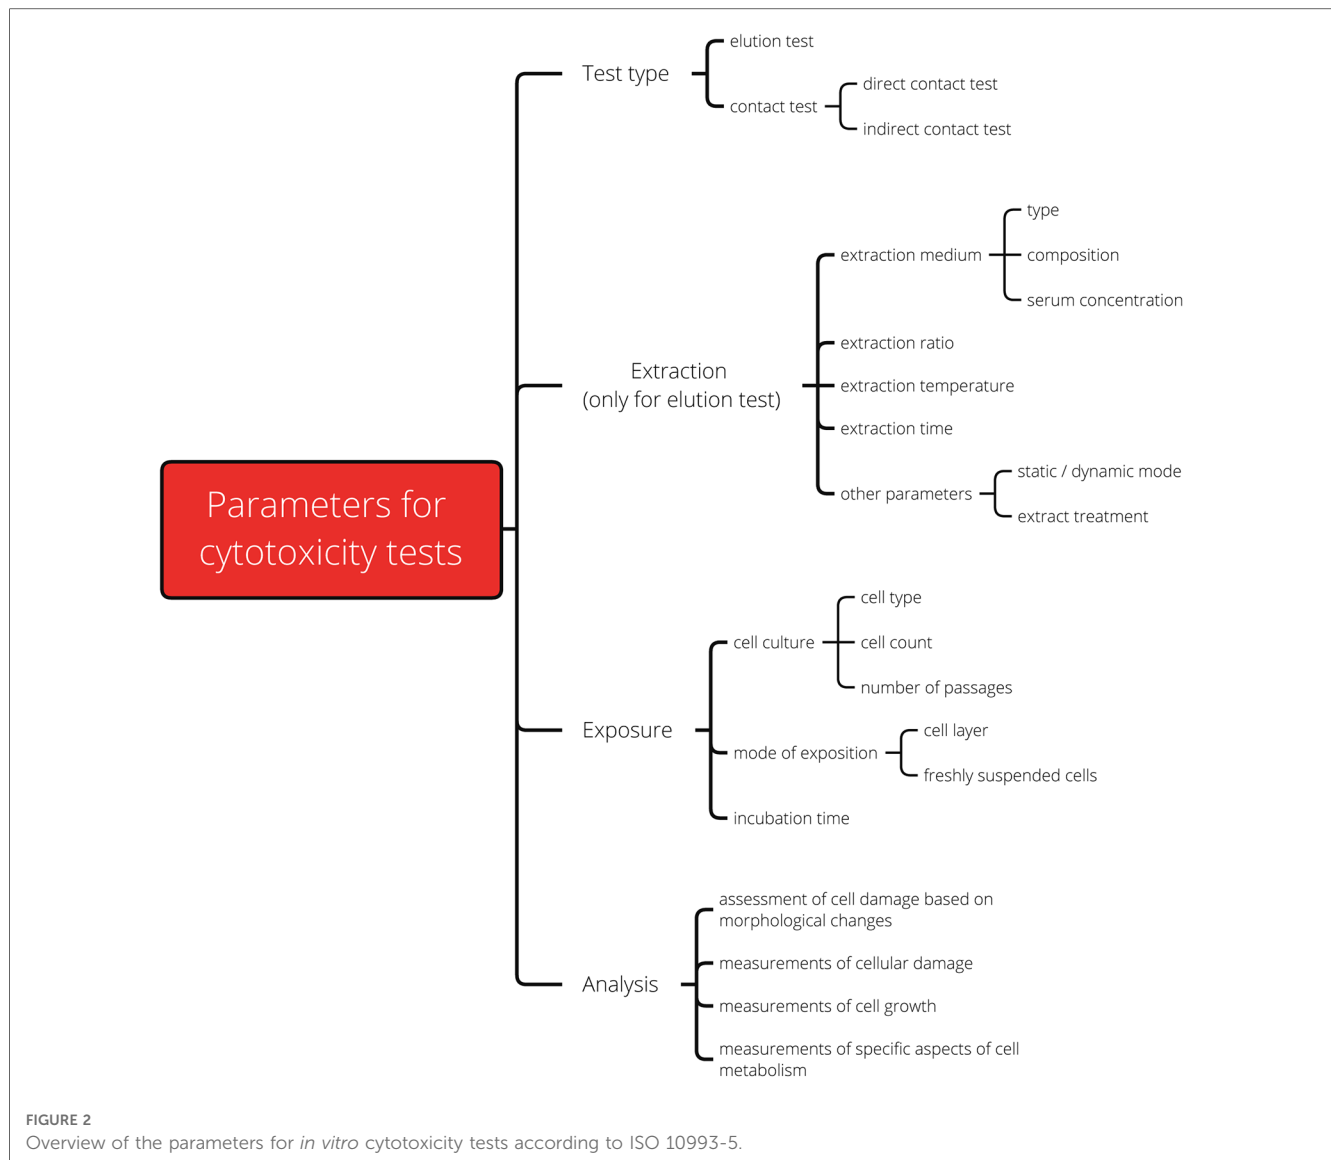 Parameters for
cytotoxicity tests
Test type
elution test
contact test
direct contact test
indirect contact test
Extraction
(only for elution test)
extraction medium
type
composition
serum concentration
extraction ratio
extraction temperature
extraction time
other parameters
static / dynamic mode
extract treatment
Exposure
cell culture
cell type
cell count
number of passages
mode of exposition
cell layer
freshly suspended cells
incubation time
Analysis
assessment of cell damage based on
morphological changes
measurements of cellular damage
measurements of cell growth
measurements of specific aspects of cell
metabolism
FIGURE 2
Overview of the parameters for in vitro cytotoxicity tests according to ISO 10993-5.